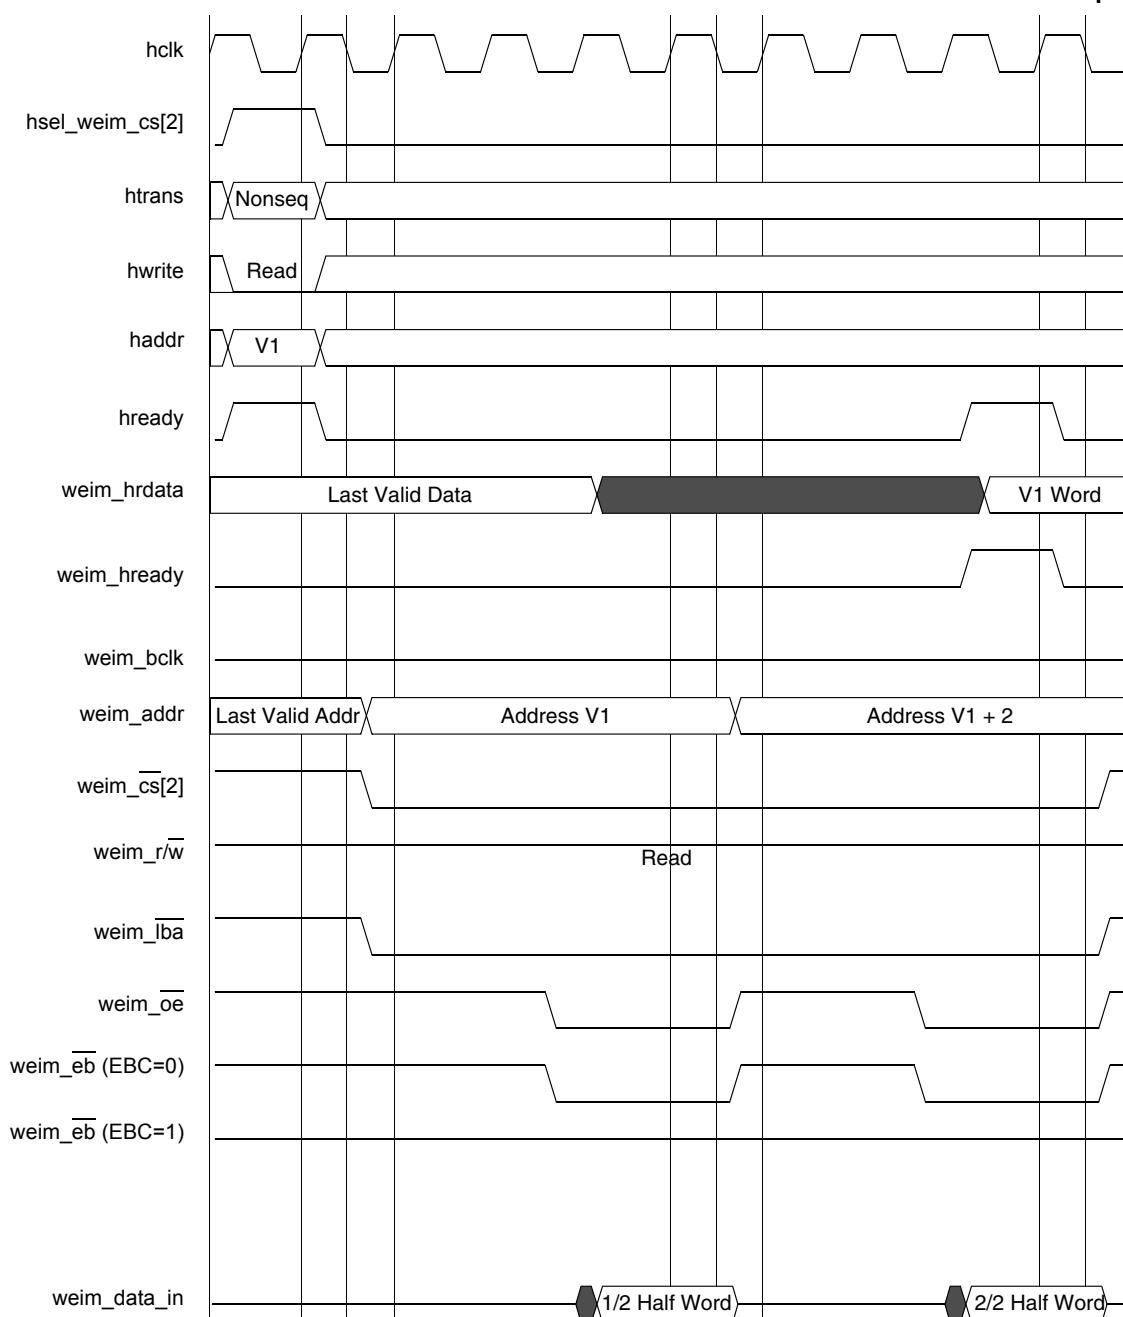 hclk
hsel_weim_cs[2]
htrans Nonseq
hwrite Read
haddr V1
hready
weim_hrdata Last Valid Data V1 Word
weim_hready
weim_bclk
weim_addr Last Valid Addr Address V1 Address V1 + 2
weim_cs[2]
weim_r/w
Read
weim_lba
weim_oe
weim_eb (EBC=0)
weim_eb (EBC=1)
weim_data_in 1/2 Half Word 2/2 Half Word